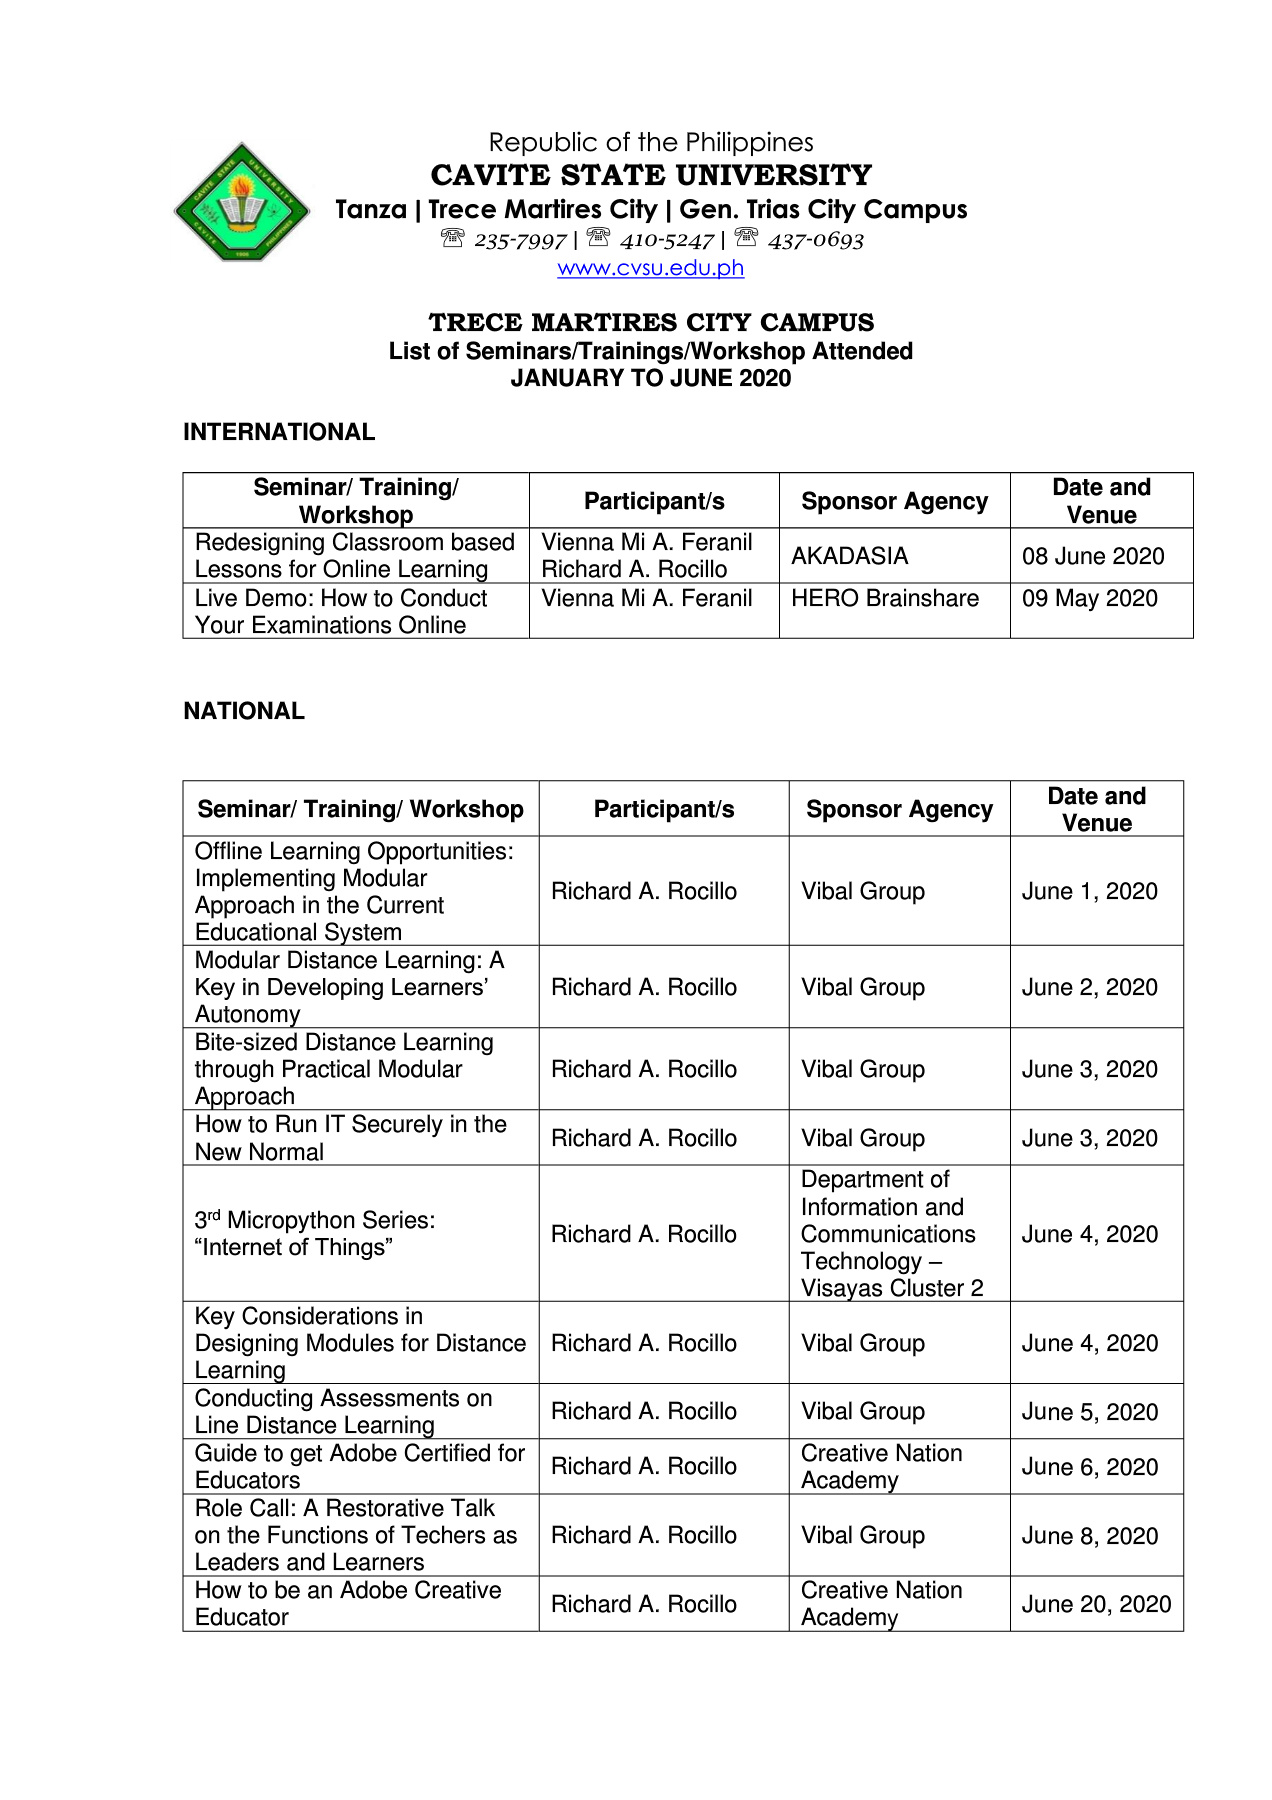 Republic of the Philippines
CAVITE STATE UNIVERSITY
Tanza | Trece Martires City | Gen. Trias City Campus
☏ 235-7997 | ☏ 410-5247 | ☏ 437-0693
www.cvsu.edu.ph
TRECE MARTIRES CITY CAMPUS
List of Seminars/Trainings/Workshop Attended
JANUARY TO JUNE 2020
INTERNATIONAL
Seminar/ Training/
Workshop
Participant/s
Sponsor Agency
Date and
Venue
Redesigning Classroom based
Lessons for Online Learning
Vienna Mi A. Feranil
Richard A. Rocillo
AKADASIA
08 June 2020
Live Demo: How to Conduct
Your Examinations Online
Vienna Mi A. Feranil
HERO Brainshare
09 May 2020
NATIONAL
Seminar/ Training/ Workshop
Participant/s
Sponsor Agency
Date and
Venue
Offline Learning Opportunities:
Implementing Modular
Approach in the Current
Educational System
Richard A. Rocillo
Vibal Group
June 1, 2020
Modular Distance Learning: A
Key in Developing Learners’
Autonomy
Richard A. Rocillo
Vibal Group
June 2, 2020
Bite-sized Distance Learning
through Practical Modular
Approach
Richard A. Rocillo
Vibal Group
June 3, 2020
How to Run IT Securely in the
New Normal
Richard A. Rocillo
Vibal Group
June 3, 2020
3rd Micropython Series:
“Internet of Things”
Richard A. Rocillo
Department of
Information and
Communications
Technology –
Visayas Cluster 2
June 4, 2020
Key Considerations in
Designing Modules for Distance
Learning
Richard A. Rocillo
Vibal Group
June 4, 2020
Conducting Assessments on
Line Distance Learning
Richard A. Rocillo
Vibal Group
June 5, 2020
Guide to get Adobe Certified for
Educators
Richard A. Rocillo
Creative Nation
Academy
June 6, 2020
Role Call: A Restorative Talk
on the Functions of Techers as
Leaders and Learners
Richard A. Rocillo
Vibal Group
June 8, 2020
How to be an Adobe Creative
Educator
Richard A. Rocillo
Creative Nation
Academy
June 20, 2020
CAVITE STATE UNIVERSITY
CAVITE
PHILIPPINES
1906